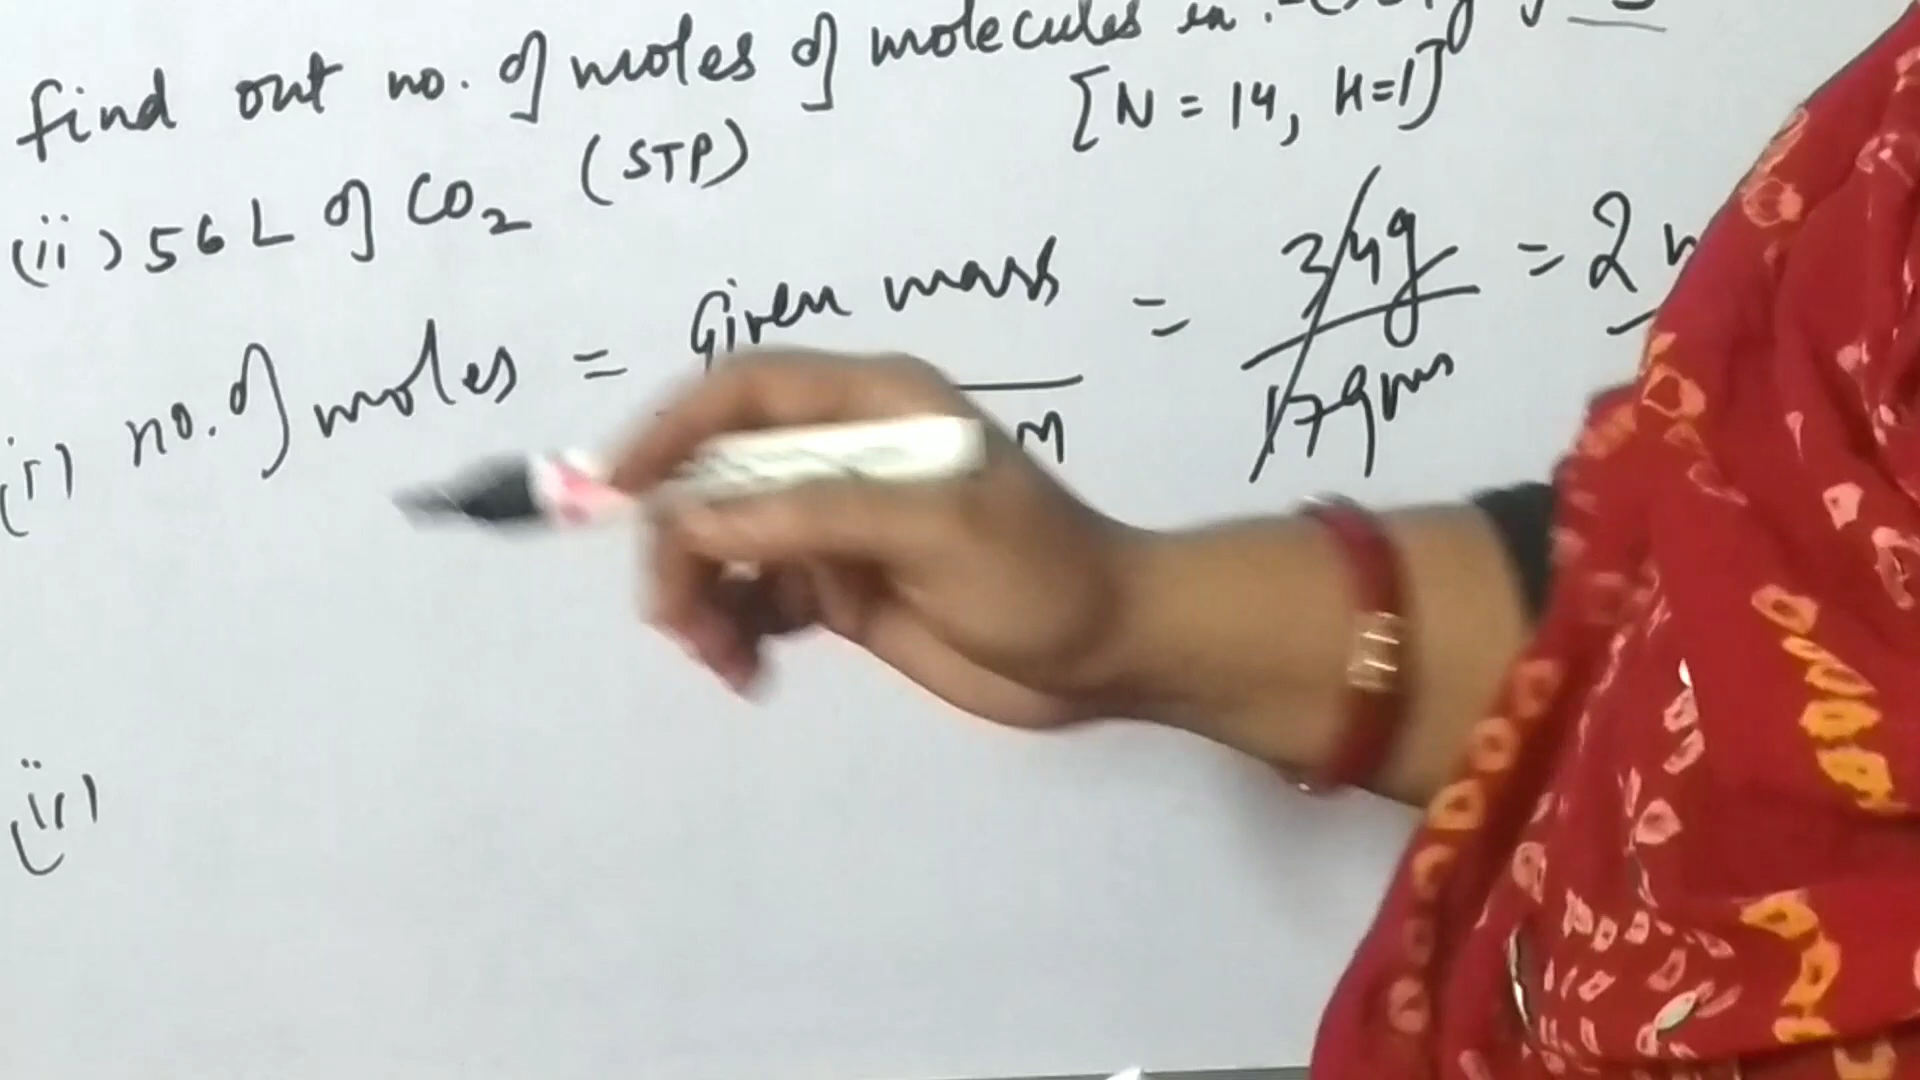 find out no. of moles of molecules in :-
[N = 14, H=1]
(ii) 56 L of CO2 (STP)
(i) no. of moles = given mass / M = 34g / 17gms = 2
(ii)